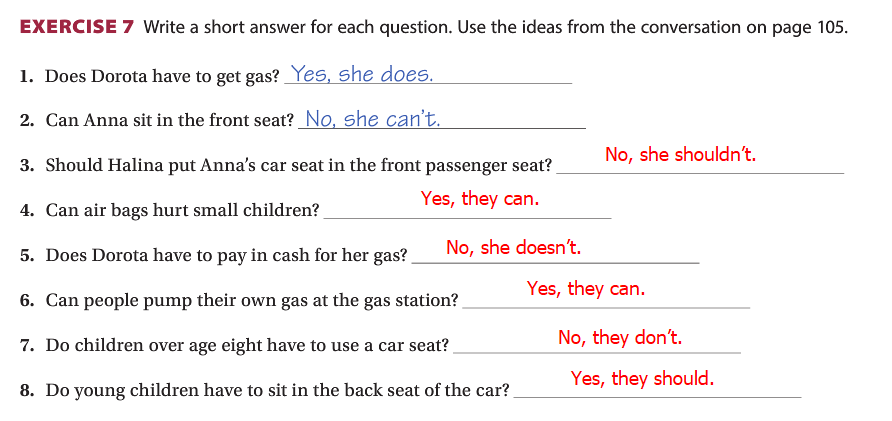 EXERCISE 7 Write a short answer for each question. Use the ideas from the conversation on page 105.
1. Does Dorota have to get gas? Yes, she does.
2. Can Anna sit in the front seat? No, she can't.
3. Should Halina put Anna's car seat in the front passenger seat? No, she shouldn't.
4. Can air bags hurt small children? Yes, they can.
5. Does Dorota have to pay in cash for her gas? No, she doesn't.
6. Can people pump their own gas at the gas station? Yes, they can.
7. Do children over age eight have to use a car seat? No, they don't.
8. Do young children have to sit in the back seat of the car? Yes, they should.